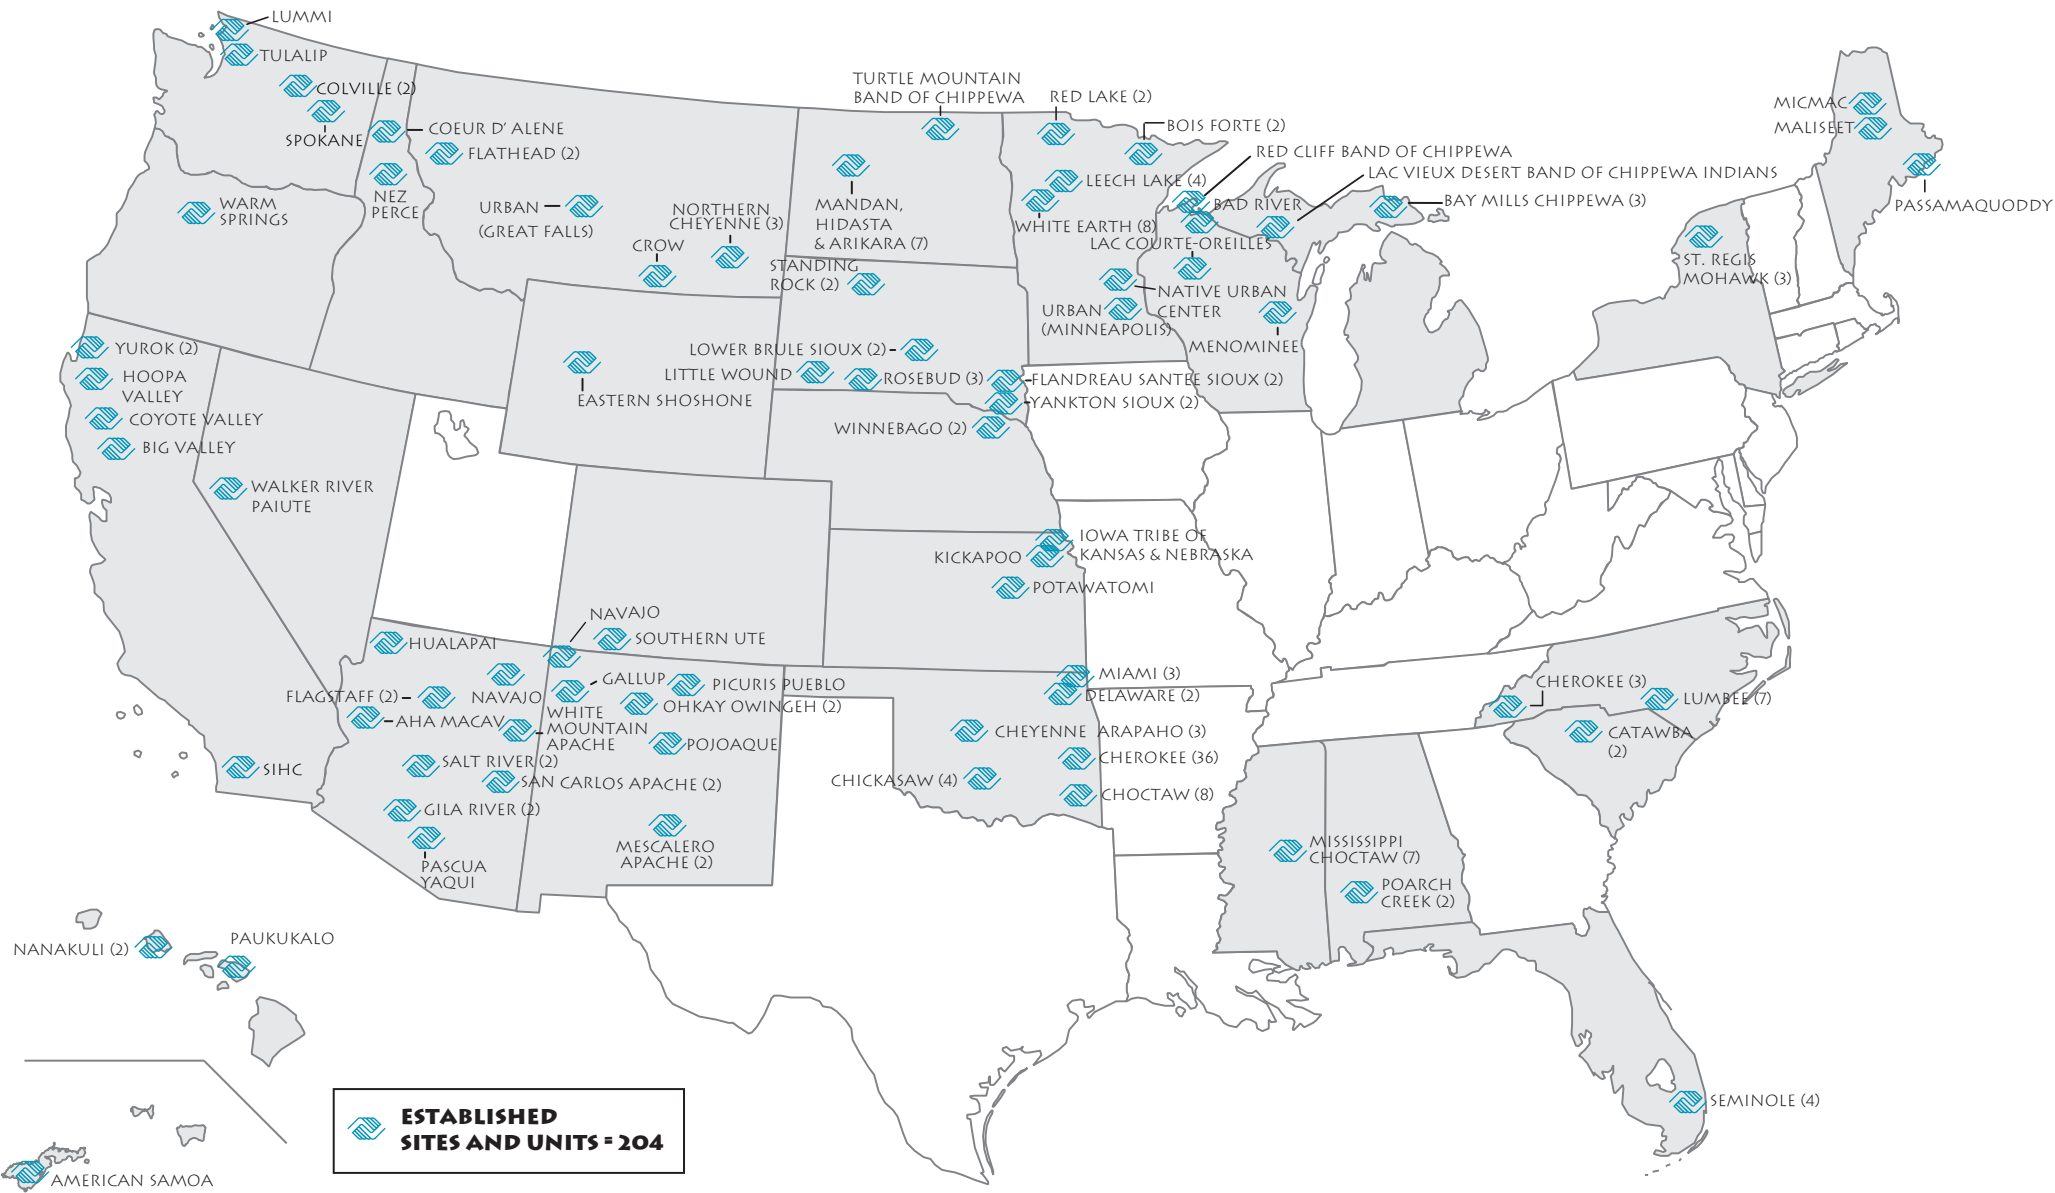 LUMMI
TULALIP
COLVILLE (2)
SPOKANE
COEUR D' ALENE
FLATHEAD (2)
NEZ
PERCE
WARM
SPRINGS
URBAN
(GREAT FALLS)
NORTHERN
CHEYENNE (3)
CROW
TURTLE MOUNTAIN
BAND OF CHIPPEWA
MANDAN,
HIDASTA
& ARIKARA (7)
STANDING
ROCK (2)
RED LAKE (2)
BOIS FORTE (2)
RED CLIFF BAND OF CHIPPEWA
LAC VIEUX DESERT BAND OF CHIPPEWA INDIANS
LEECH LAKE (4)
BAD RIVER
BAY MILLS CHIPPEWA (3)
WHITE EARTH (8)
LAC COURTE-OREILLES
NATIVE URBAN
CENTER
URBAN
(MINNEAPOLIS)
MENOMINEE
MICMAC
MALISEET
PASSAMAQUODDY
ST. REGIS
MOHAWK (3)
YUROK (2)
HOOPA
VALLEY
COYOTE VALLEY
BIG VALLEY
WALKER RIVER
PAIUTE
EASTERN SHOSHONE
LOWER BRULE SIOUX (2)
LITTLE WOUND
ROSEBUD (3)
FLANDREAU SANTEE SIOUX (2)
YANKTON SIOUX (2)
WINNEBAGO (2)
IOWA TRIBE OF
KANSAS & NEBRASKA
KICKAPOO
POTAWATOMI
NAVAJO
SOUTHERN UTE
HUALAPAI
NAVAJO
FLAGSTAFF (2)
AHA MACAV
GALLUP
PICURIS PUEBLO
OHKAY OWINGEH (2)
WHITE
MOUNTAIN
APACHE
POJOAQUE
SALT RIVER (2)
SAN CARLOS APACHE (2)
GILA RIVER (2)
PASCUA
YAQUI
MESCALERO
APACHE (2)
SIHC
MIAMI (3)
DELAWARE (2)
CHEYENNE ARAPAHO (3)
CHEROKEE (36)
CHICKASAW (4)
CHOCTAW (8)
CHEROKEE (3)
LUMBEE (7)
CATAWBA
(2)
MISSISSIPPI
CHOCTAW (7)
POARCH
CREEK (2)
SEMINOLE (4)
NANAKULI (2)
PAUKUKALO
AMERICAN SAMOA
ESTABLISHED
SITES AND UNITS = 204